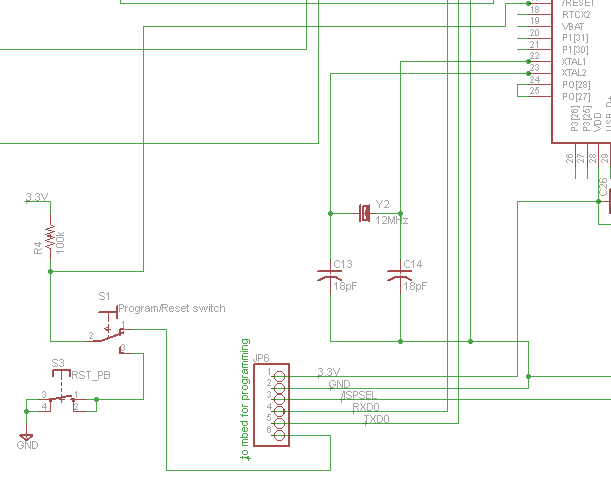 /RESET
18 RTCX2
19 VBAT
20 P1[31]
21 P1[30]
22 XTAL1
23 XTAL2
24 P0[28]
25 P0[27]
P3[26]
P3[25]
VDD
USB_D+
26
27
28
29
C26
3.3V
R4
100k
Y2
12MHz
C13
18pF
C14
18pF
S1
Program/Reset switch
1
2
3
S3
RST_PB
3 1
4 2
GND
to mbed for programming
JP6
1 3.3V
2 GND
3 /ISPSEL
4 RXD0
5 TXD0
6